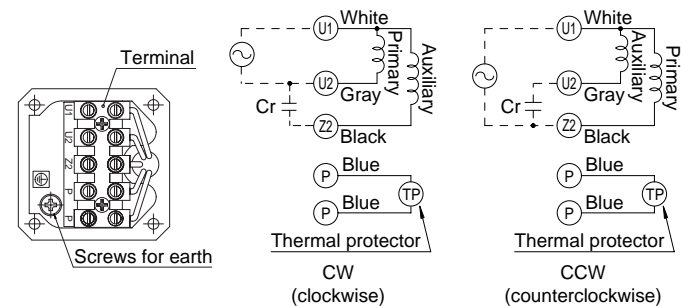 Terminal
U1
U2
Z2
P
P
Screws for earth
U1 White
Primary
Auxiliary
U2 Gray
Cr
Z2 Black
P Blue
TP
P Blue
Thermal protector
CW
(clockwise)
U1 White
Auxiliary
Primary
U2 Gray
Cr
Z2 Black
P Blue
TP
P Blue
Thermal protector
CCW
(counterclockwise)